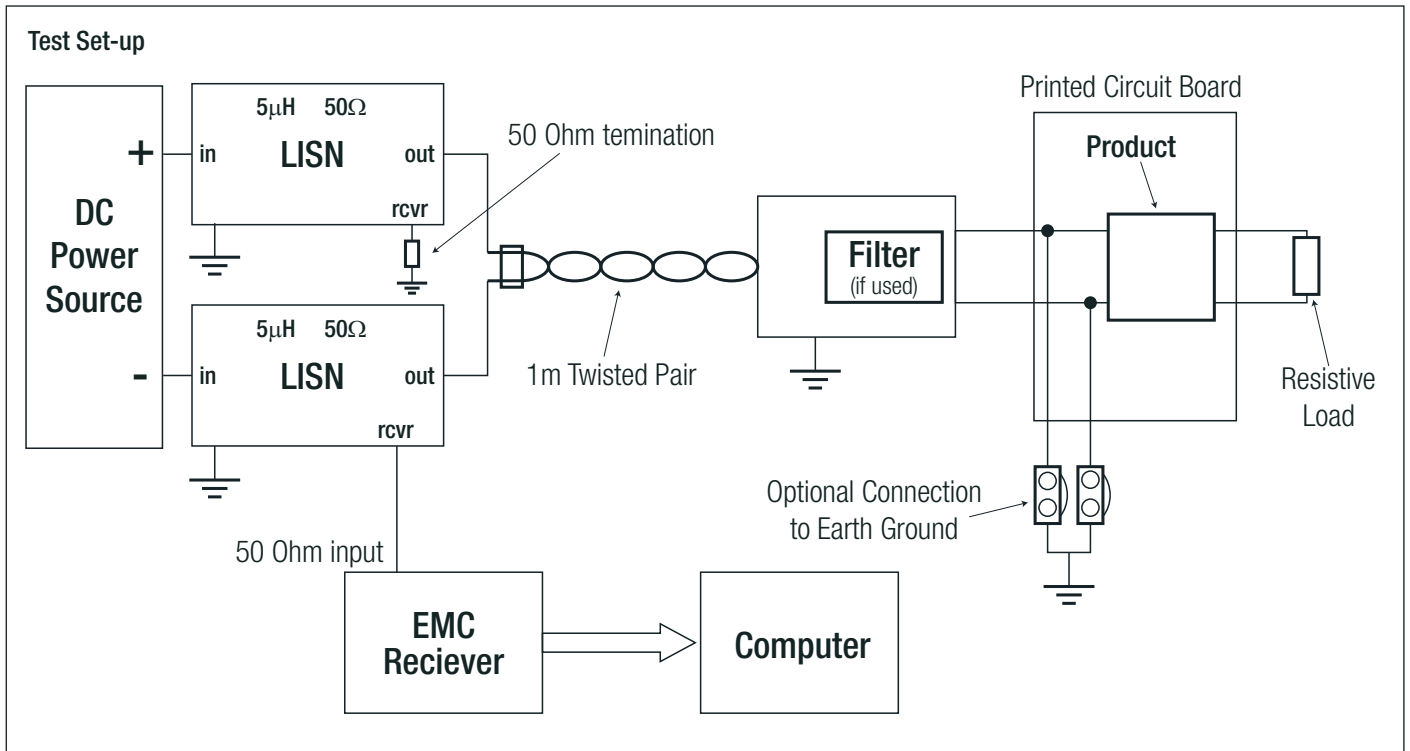 Test Set-up
DC
Power
Source
+
-
5μH 50Ω
LISN
in
out
rcvr
50 Ohm temination
5μH 50Ω
LISN
in
out
rcvr
1m Twisted Pair
Filter
(if used)
Printed Circuit Board
Product
Resistive
Load
Optional Connection
to Earth Ground
50 Ohm input
EMC
Reciever
Computer